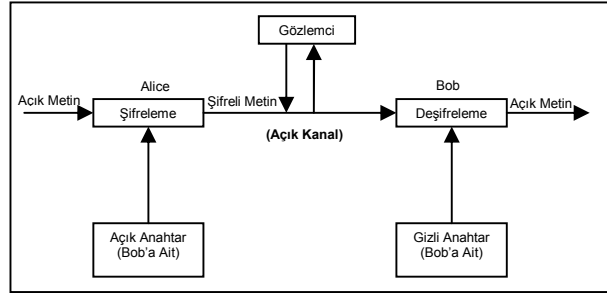 Gözlemci
Alice
Bob
Açık Metin
Şifreleme
Şifreli Metin
(Açık Kanal)
Deşifreleme
Açık Metin
Açık Anahtar
(Bob'a Ait)
Gizli Anahtar
(Bob'a Ait)